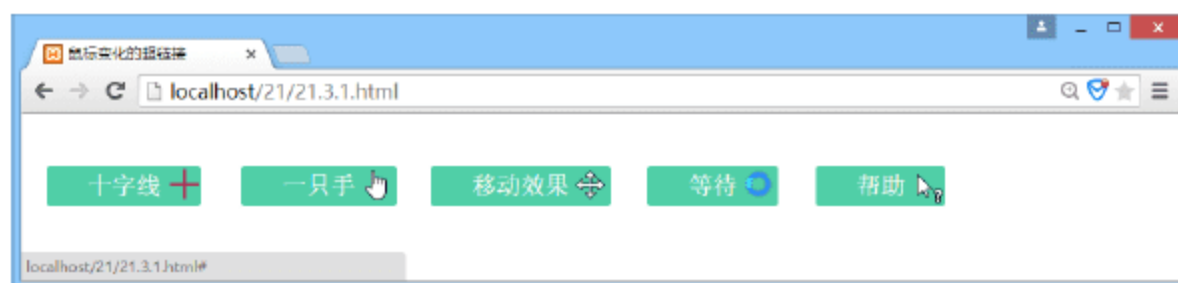 鼠标变化的超链接
localhost/21/21.3.1.html
十字线 一只手 移动效果 等待 帮助
localhost/21/21.3.1.html#